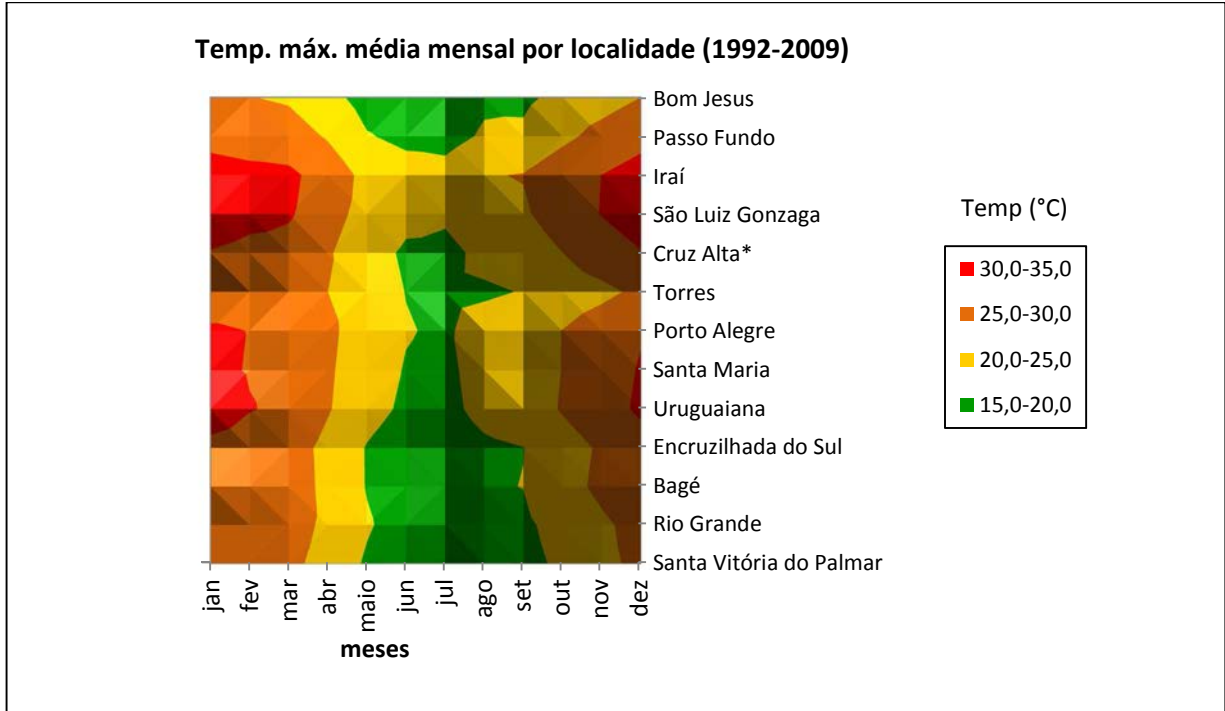 Temp. máx. média mensal por localidade (1992-2009)
Bom Jesus
Passo Fundo
Iraí
São Luiz Gonzaga
Cruz Alta*
Torres
Porto Alegre
Santa Maria
Uruguaiana
Encruzilhada do Sul
Bagé
Rio Grande
Santa Vitória do Palmar
Temp (°C)
30,0-35,0
25,0-30,0
20,0-25,0
15,0-20,0
jan
fev
mar
abr
maio
jun
jul
ago
set
out
nov
dez
meses